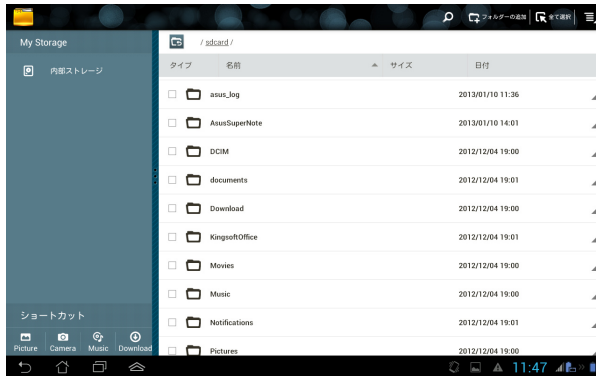 フォルダーの追加 全て選択
My Storage
/ sdcard /
内部ストレージ
タイプ 名前 サイズ 日付
asus_log 2013/01/10 11:36
AsusSuperNote 2013/01/10 14:01
DCIM 2012/12/04 19:00
documents 2012/12/04 19:01
Download 2012/12/04 19:00
KingsoftOffice 2012/12/04 19:01
Movies 2012/12/04 19:00
Music 2012/12/04 19:00
Notifications 2012/12/04 19:01
Pictures 2012/12/04 19:00
ショートカット
Picture Camera Music Download
11:47